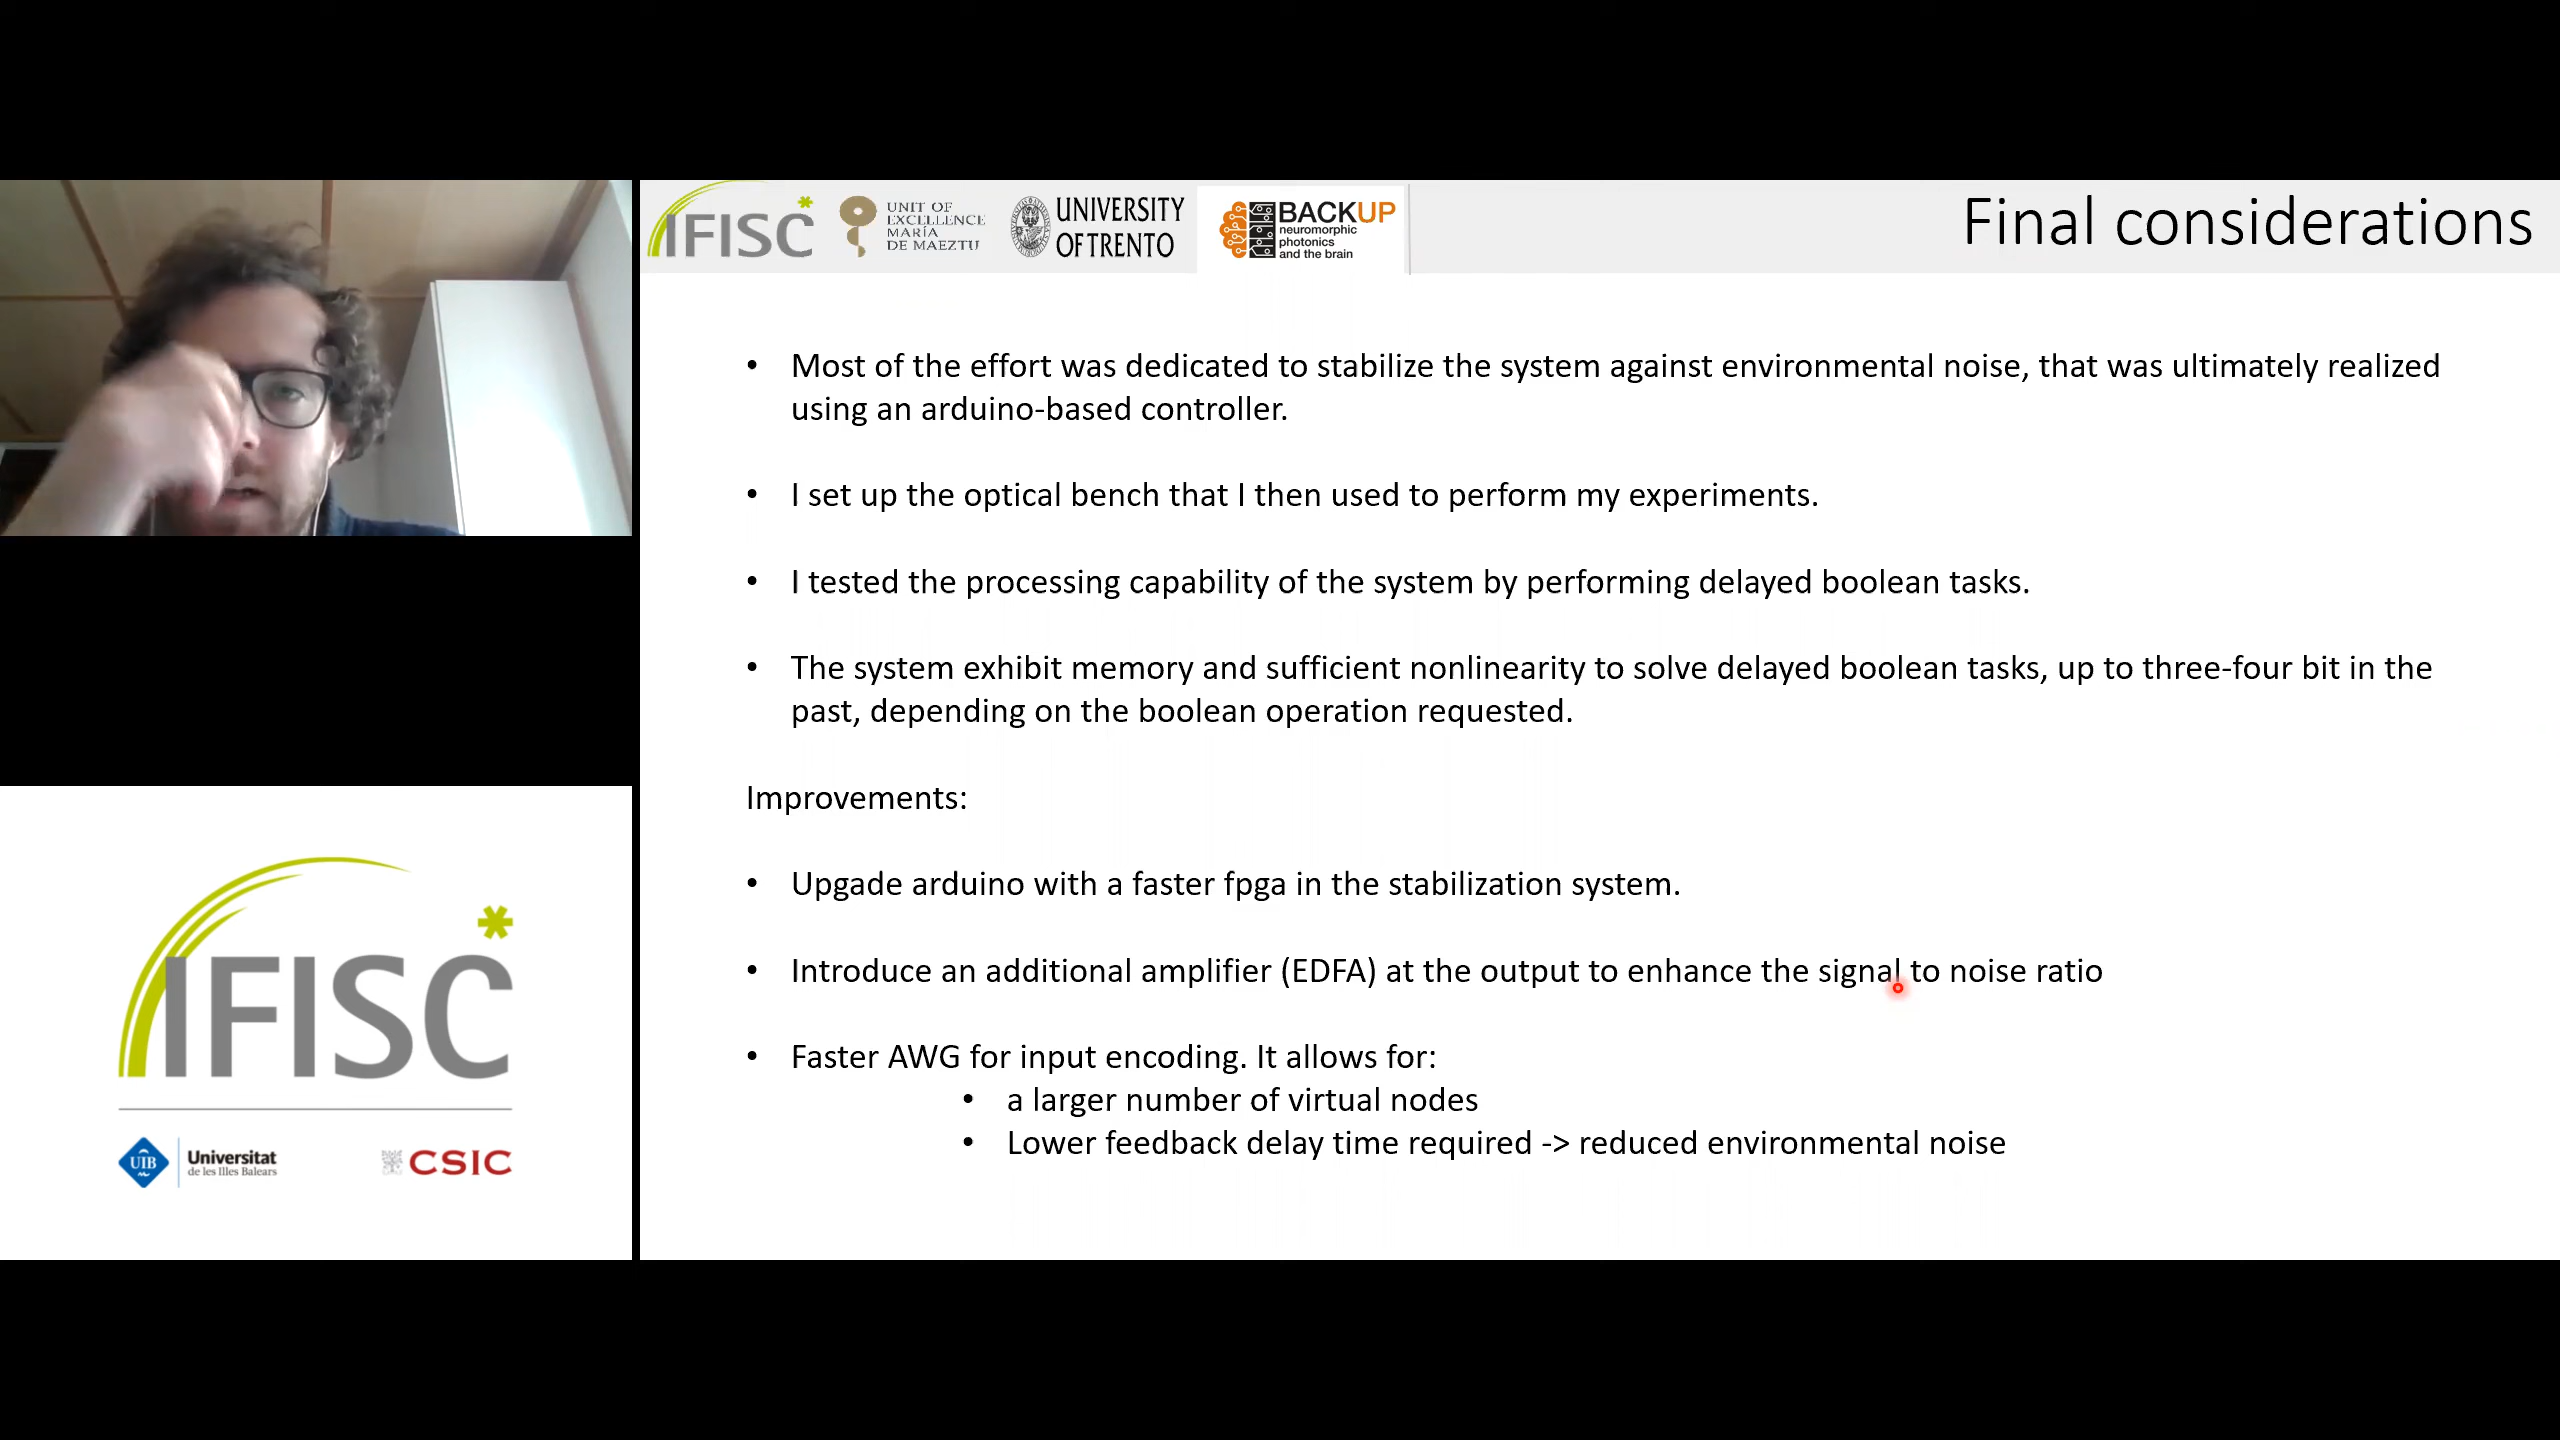 IFISC
UNIT OF
EXCELLENCE
MARÍA
DE MAEZTU
UNIVERSITY
OF TRENTO
BACKUP
neuromorphic
photonics
and the brain
Final considerations
• Most of the effort was dedicated to stabilize the system against environmental noise, that was ultimately realized
using an arduino-based controller.
• I set up the optical bench that I then used to perform my experiments.
• I tested the processing capability of the system by performing delayed boolean tasks.
• The system exhibit memory and sufficient nonlinearity to solve delayed boolean tasks, up to three-four bit in the
past, depending on the boolean operation requested.
Improvements:
• Upgade arduino with a faster fpga in the stabilization system.
• Introduce an additional amplifier (EDFA) at the output to enhance the signal to noise ratio
• Faster AWG for input encoding. It allows for:
• a larger number of virtual nodes
• Lower feedback delay time required -> reduced environmental noise
IFISC
UIB
Universitat
de les Illes Balears
CSIC